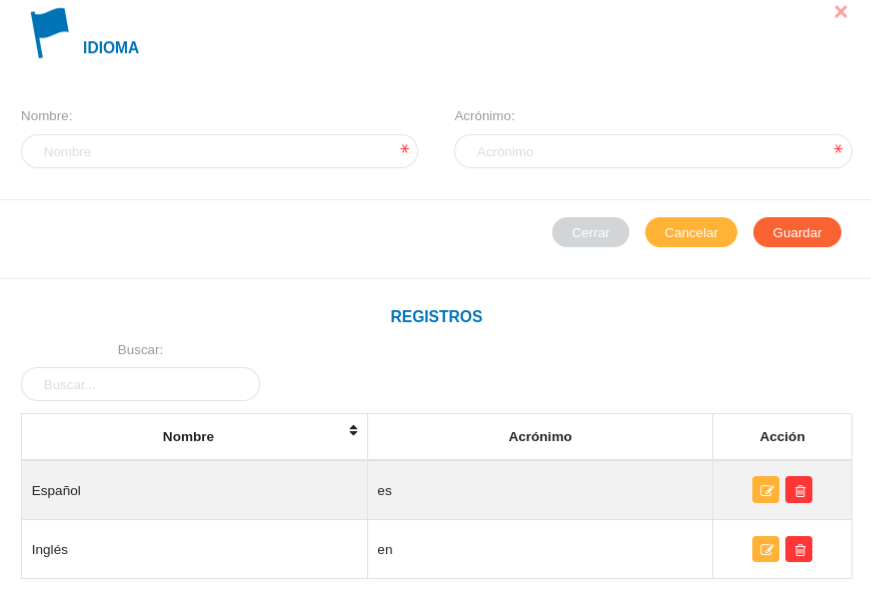 IDIOMA
Nombre: Acrónimo:
Nombre * Acrónimo *
Cerrar Cancelar Guardar
REGISTROS
Buscar:
Buscar...
Nombre Acrónimo Acción
Español es
Inglés en